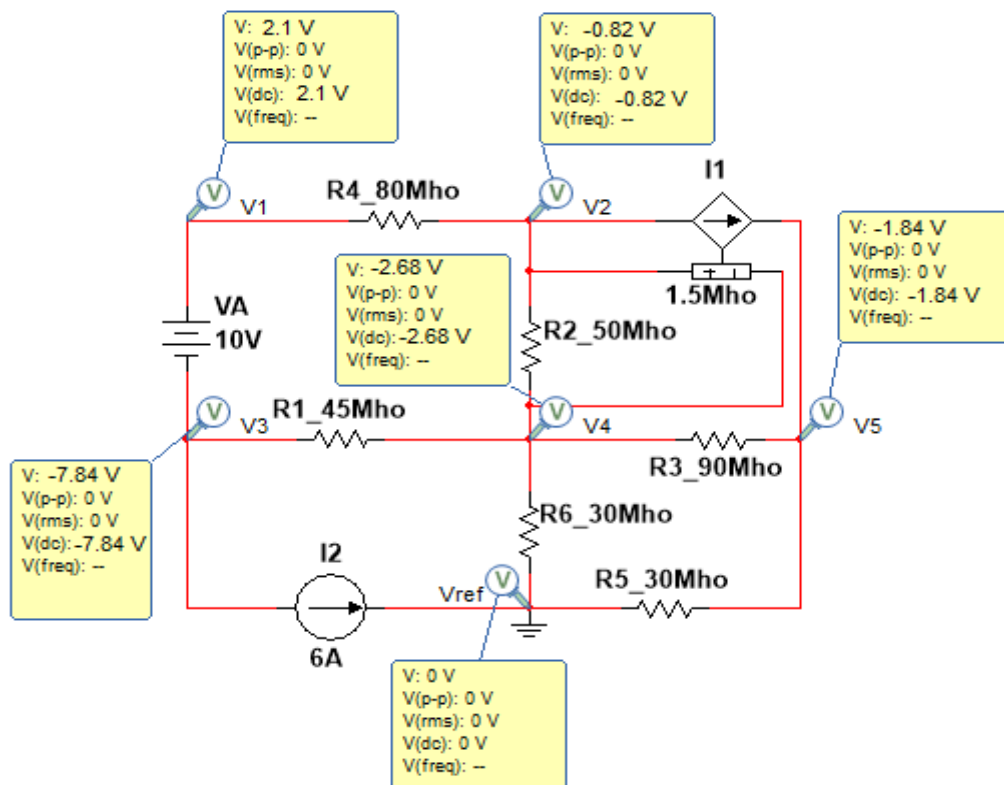 V: 2.1 V
V(p-p): 0 V
V(rms): 0 V
V(dc): 2.1 V
V(freq): --
V: -0.82 V
V(p-p): 0 V
V(rms): 0 V
V(dc): -0.82 V
V(freq): --
I1
R4_80Mho
V
V1
V
V2
V: -1.84 V
V(p-p): 0 V
V(rms): 0 V
V(dc): -1.84 V
V(freq): --
V: -2.68 V
V(p-p): 0 V
V(rms): 0 V
V(dc): -2.68 V
V(freq): --
+ -
1.5Mho
VA
10V
R2_50Mho
R1_45Mho
V
V3
V
V4
V
V5
R3_90Mho
V: -7.84 V
V(p-p): 0 V
V(rms): 0 V
V(dc): -7.84 V
V(freq): --
R6_30Mho
I2
6A
Vref
V
R5_30Mho
V: 0 V
V(p-p): 0 V
V(rms): 0 V
V(dc): 0 V
V(freq): --